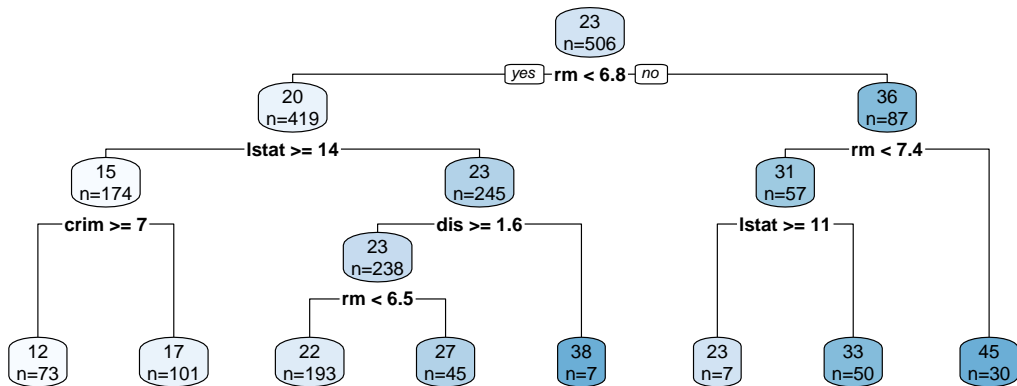 23
n=506
yes rm < 6.8 no
20
n=419
36
n=87
lstat >= 14
rm < 7.4
15
n=174
23
n=245
31
n=57
crim >= 7
dis >= 1.6
lstat >= 11
23
n=238
rm < 6.5
12
n=73
17
n=101
22
n=193
27
n=45
38
n=7
23
n=7
33
n=50
45
n=30